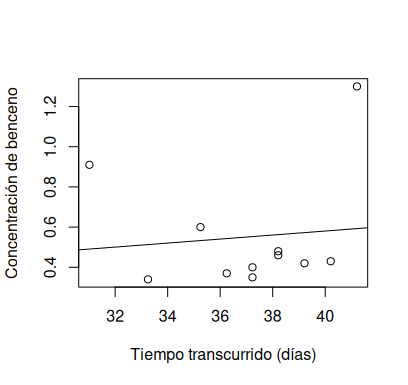 Concentración de benceno
1.2
1.0
0.8
0.6
0.4
32 34 36 38 40
Tiempo transcurrido (días)